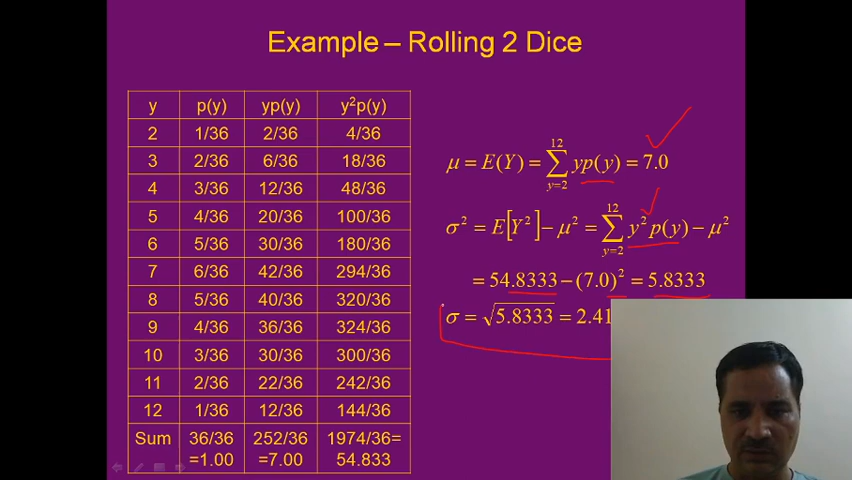 Example – Rolling 2 Dice
y p(y) yp(y) y²p(y)
2 1/36 2/36 4/36
3 2/36 6/36 18/36
4 3/36 12/36 48/36
5 4/36 20/36 100/36
6 5/36 30/36 180/36
7 6/36 42/36 294/36
8 5/36 40/36 320/36
9 4/36 36/36 324/36
10 3/36 30/36 300/36
11 2/36 22/36 242/36
12 1/36 12/36 144/36
Sum 36/36 252/36 1974/36=
=1.00 =7.00 54.833
μ = E(Y) = ∑_{y=2}^{12} yp(y) = 7.0
σ² = E[Y²] − μ² = ∑_{y=2}^{12} y²p(y) − μ²
= 54.8333 − (7.0)² = 5.8333
σ = √5.8333 = 2.41